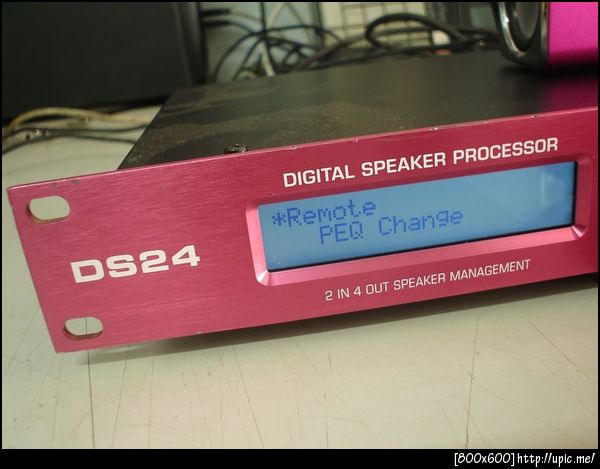 DIGITAL SPEAKER PROCESSOR
*Remote
PEQ Change
DS24
2 IN 4 OUT SPEAKER MANAGEMENT
[800x600]http://upic.me/